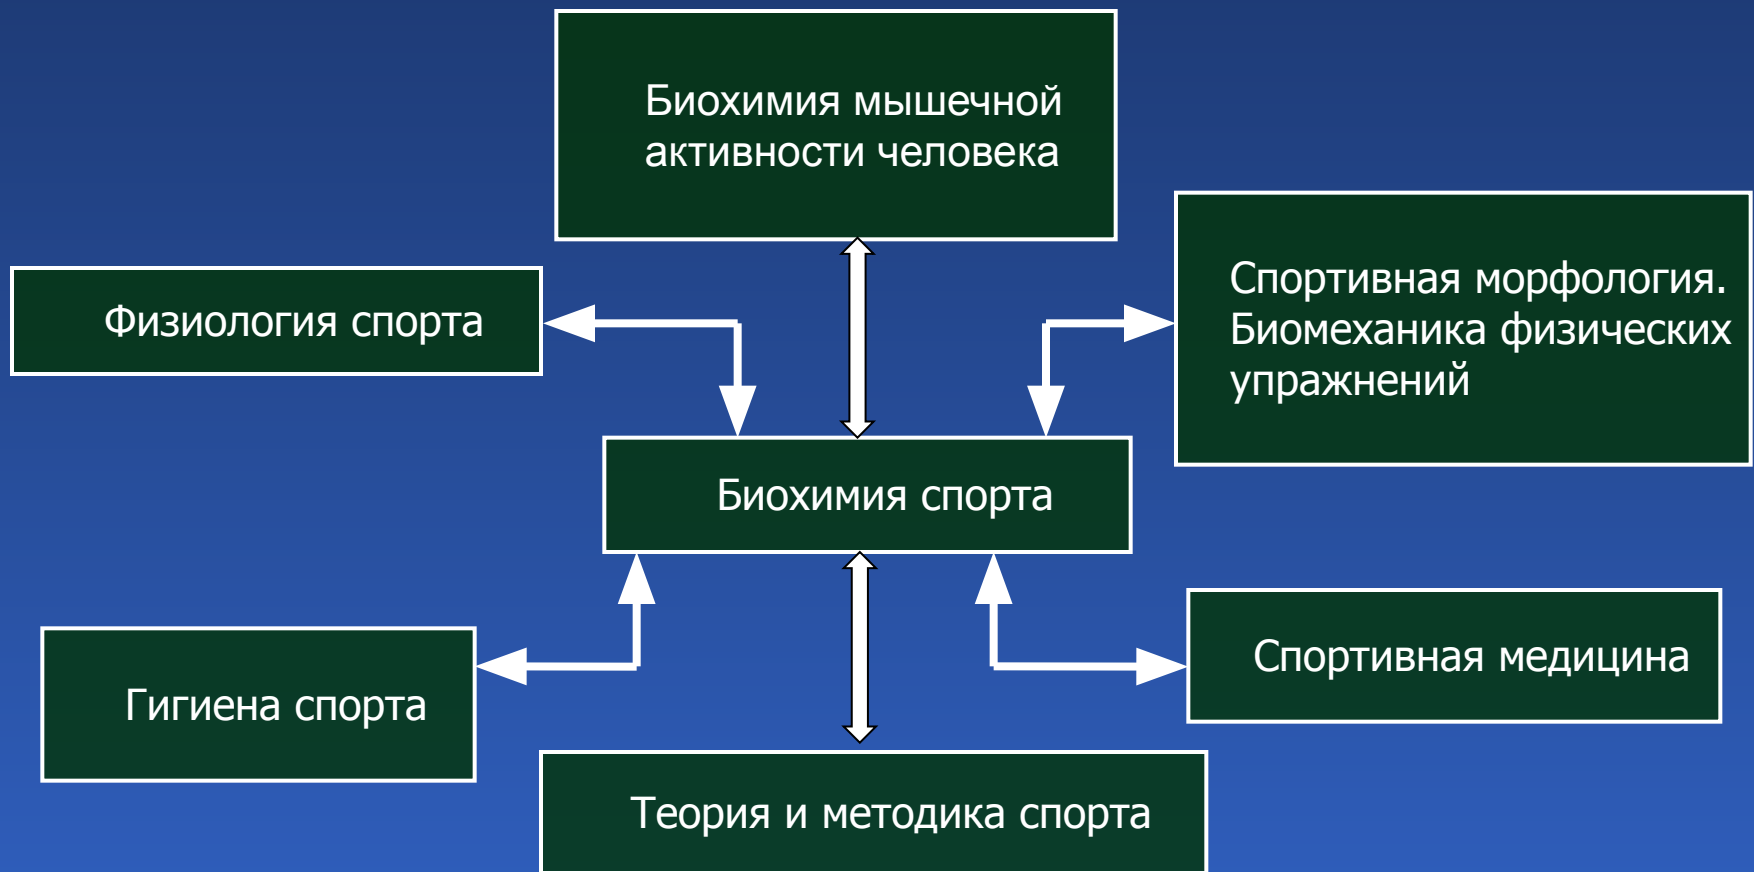 Биохимия мышечной
активности человека
Физиология спорта
Спортивная морфология.
Биомеханика физических
упражнений
Биохимия спорта
Гигиена спорта
Спортивная медицина
Теория и методика спорта